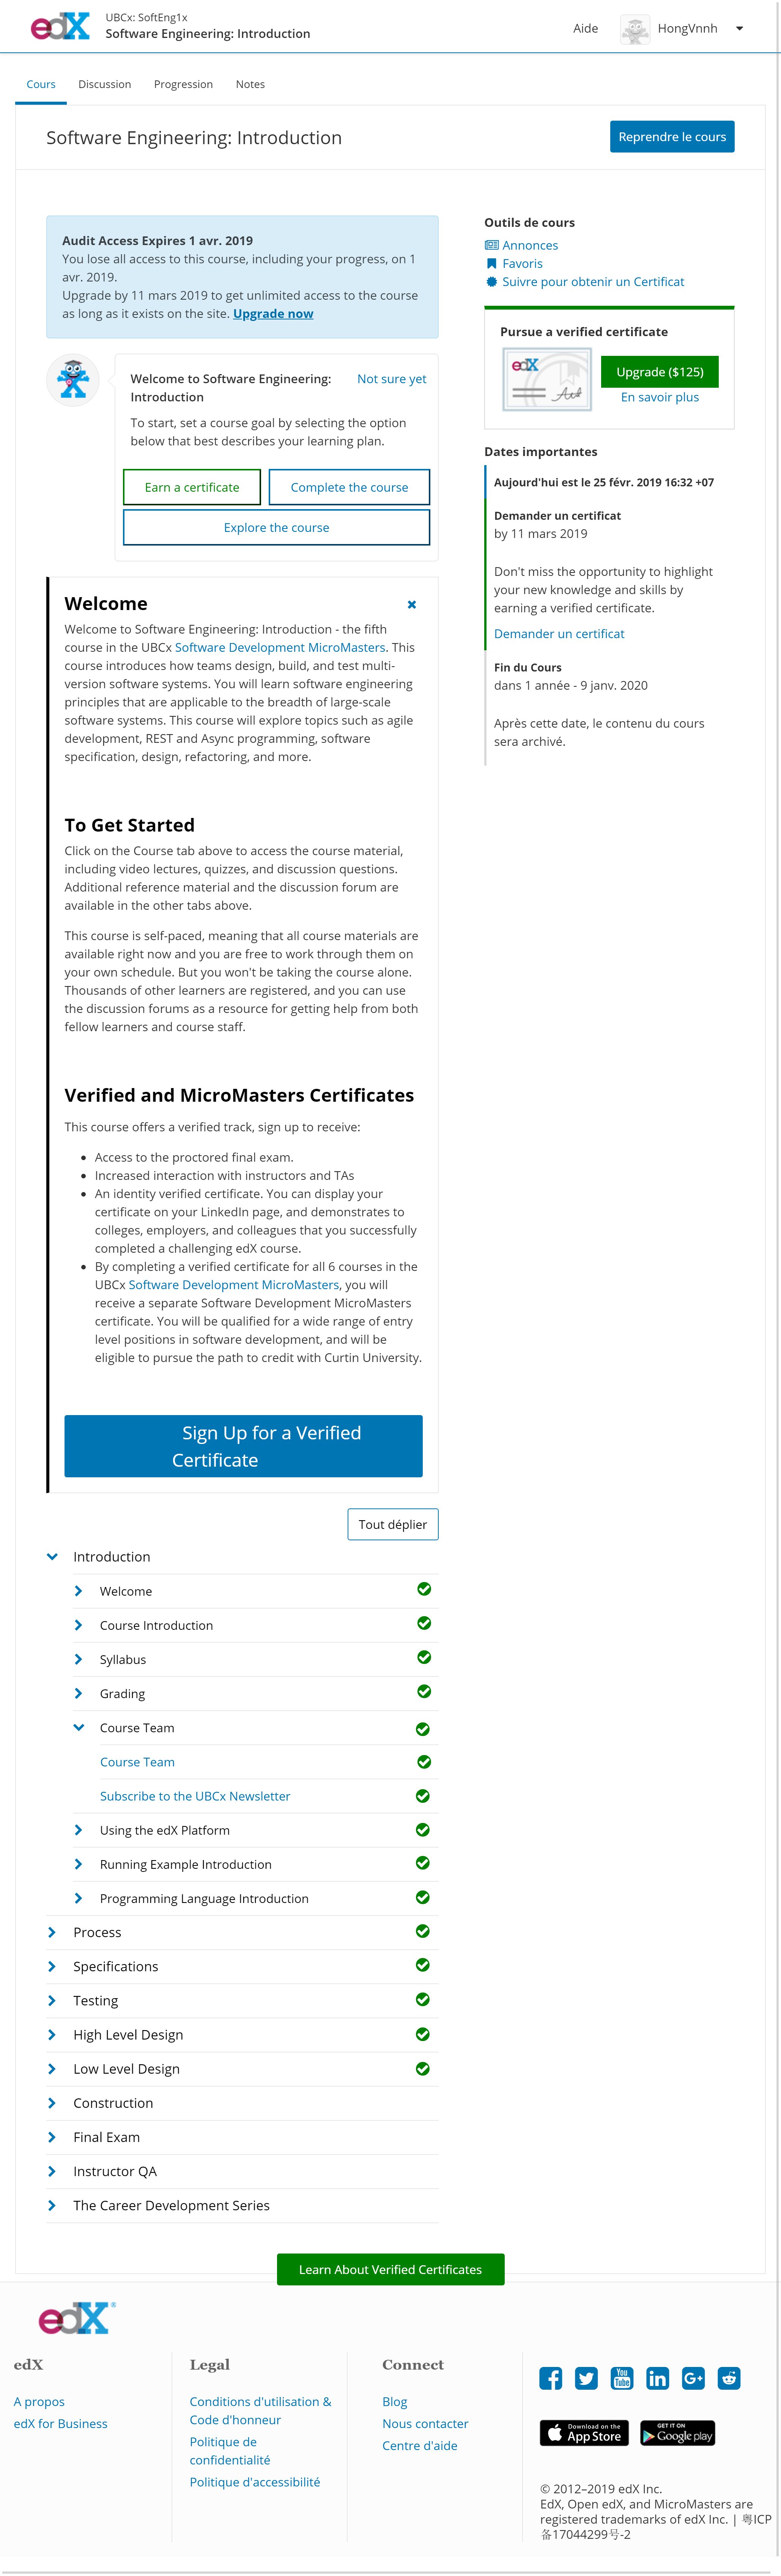 edX
UBCx: SoftEng1x
Software Engineering: Introduction
Aide
HongVnnh
Cours
Discussion
Progression
Notes
Software Engineering: Introduction
Reprendre le cours
Audit Access Expires 1 avr. 2019
You lose all access to this course, including your progress, on 1
avr. 2019.
Upgrade by 11 mars 2019 to get unlimited access to the course
as long as it exists on the site. Upgrade now
Welcome to Software Engineering:
Introduction
Not sure yet
To start, set a course goal by selecting the option
below that best describes your learning plan.
Earn a certificate
Complete the course
Explore the course
Welcome
Welcome to Software Engineering: Introduction - the fifth
course in the UBCx Software Development MicroMasters. This
course introduces how teams design, build, and test multi-
version software systems. You will learn software engineering
principles that are applicable to the breadth of large-scale
software systems. This course will explore topics such as agile
development, REST and Async programming, software
specification, design, refactoring, and more.
To Get Started
Click on the Course tab above to access the course material,
including video lectures, quizzes, and discussion questions.
Additional reference material and the discussion forum are
available in the other tabs above.
This course is self-paced, meaning that all course materials are
available right now and you are free to work through them on
your own schedule. But you won't be taking the course alone.
Thousands of other learners are registered, and you can use
the discussion forums as a resource for getting help from both
fellow learners and course staff.
Verified and MicroMasters Certificates
This course offers a verified track, sign up to receive:
• Access to the proctored final exam.
• Increased interaction with instructors and TAs
• An identity verified certificate. You can display your
certificate on your LinkedIn page, and demonstrates to
colleges, employers, and colleagues that you successfully
completed a challenging edX course.
• By completing a verified certificate for all 6 courses in the
UBCx Software Development MicroMasters, you will
receive a separate Software Development MicroMasters
certificate. You will be qualified for a wide range of entry
level positions in software development, and will be
eligible to pursue the path to credit with Curtin University.
Sign Up for a Verified
Certificate
Outils de cours
Annonces
Favoris
Suivre pour obtenir un Certificat
Pursue a verified certificate
edX
Upgrade ($125)
En savoir plus
Dates importantes
Aujourd'hui est le 25 févr. 2019 16:32 +07
Demander un certificat
by 11 mars 2019
Don't miss the opportunity to highlight
your new knowledge and skills by
earning a verified certificate.
Demander un certificat
Fin du Cours
dans 1 année - 9 janv. 2020
Après cette date, le contenu du cours
sera archivé.
Tout déplier
Introduction
Welcome
Course Introduction
Syllabus
Grading
Course Team
Course Team
Subscribe to the UBCx Newsletter
Using the edX Platform
Running Example Introduction
Programming Language Introduction
Process
Specifications
Testing
High Level Design
Low Level Design
Construction
Final Exam
Instructor QA
The Career Development Series
Learn About Verified Certificates
edX
edX
A propos
edX for Business
Legal
Conditions d'utilisation &
Code d'honneur
Politique de
confidentialité
Politique d'accessibilité
Connect
Blog
Nous contacter
Centre d'aide
You
Tube
in
G+
Download on the
App Store
GET IT ON
Google play
© 2012–2019 edX Inc.
EdX, Open edX, and MicroMasters are
registered trademarks of edX Inc. | 粤ICP
备17044299号-2